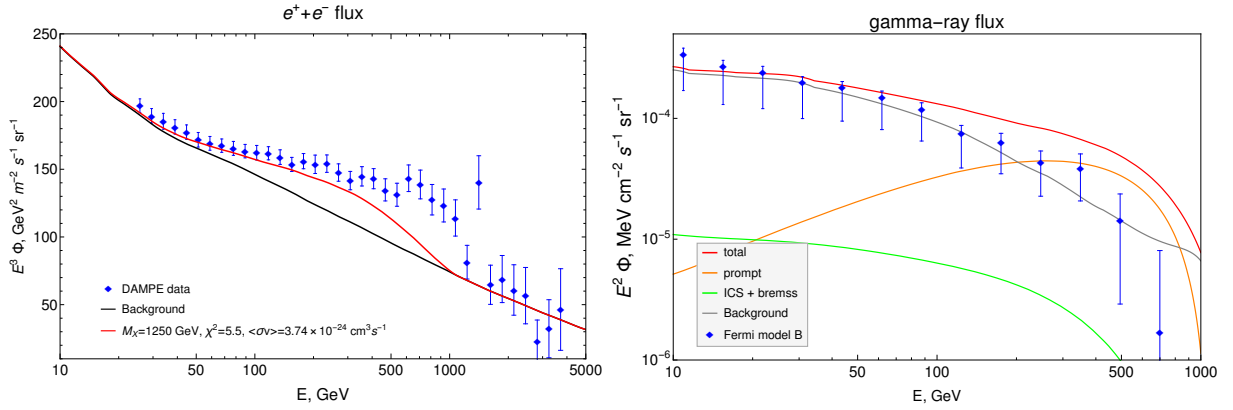 e⁺+e⁻ flux
E³ Φ, GeV² m⁻² s⁻¹ sr⁻¹
250
200
150
100
50
DAMPE data
Background
M_X=1250 GeV, χ²=5.5, <σv>=3.74 × 10⁻²⁴ cm³s⁻¹
10 50 100 500 1000 5000
E, GeV
gamma-ray flux
E² Φ, MeV cm⁻² s⁻¹ sr⁻¹
10⁻⁴
10⁻⁵
10⁻⁶
total
prompt
ICS + bremss
Background
Fermi model B
10 50 100 500 1000
E, GeV